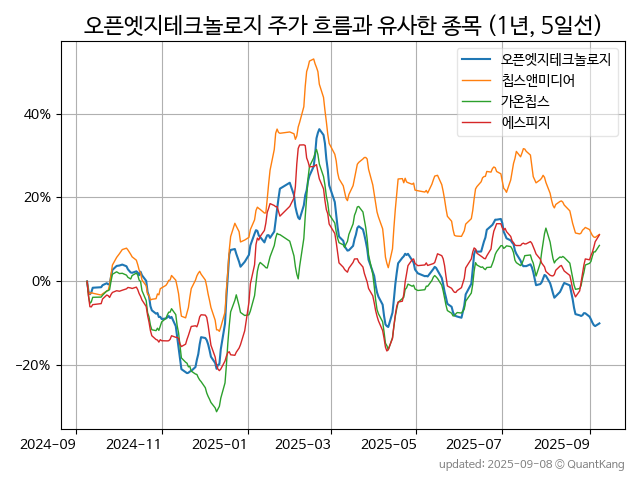 오픈엣지테크놀로지 주가 흐름과 유사한 종목 (1년, 5일선)
오픈엣지테크놀로지
칩스앤미디어
가온칩스
에스피지
40%
20%
0%
−20%
2024-09 2024-11 2025-01 2025-03 2025-05 2025-07 2025-09
updated: 2025-09-08 © QuantKang